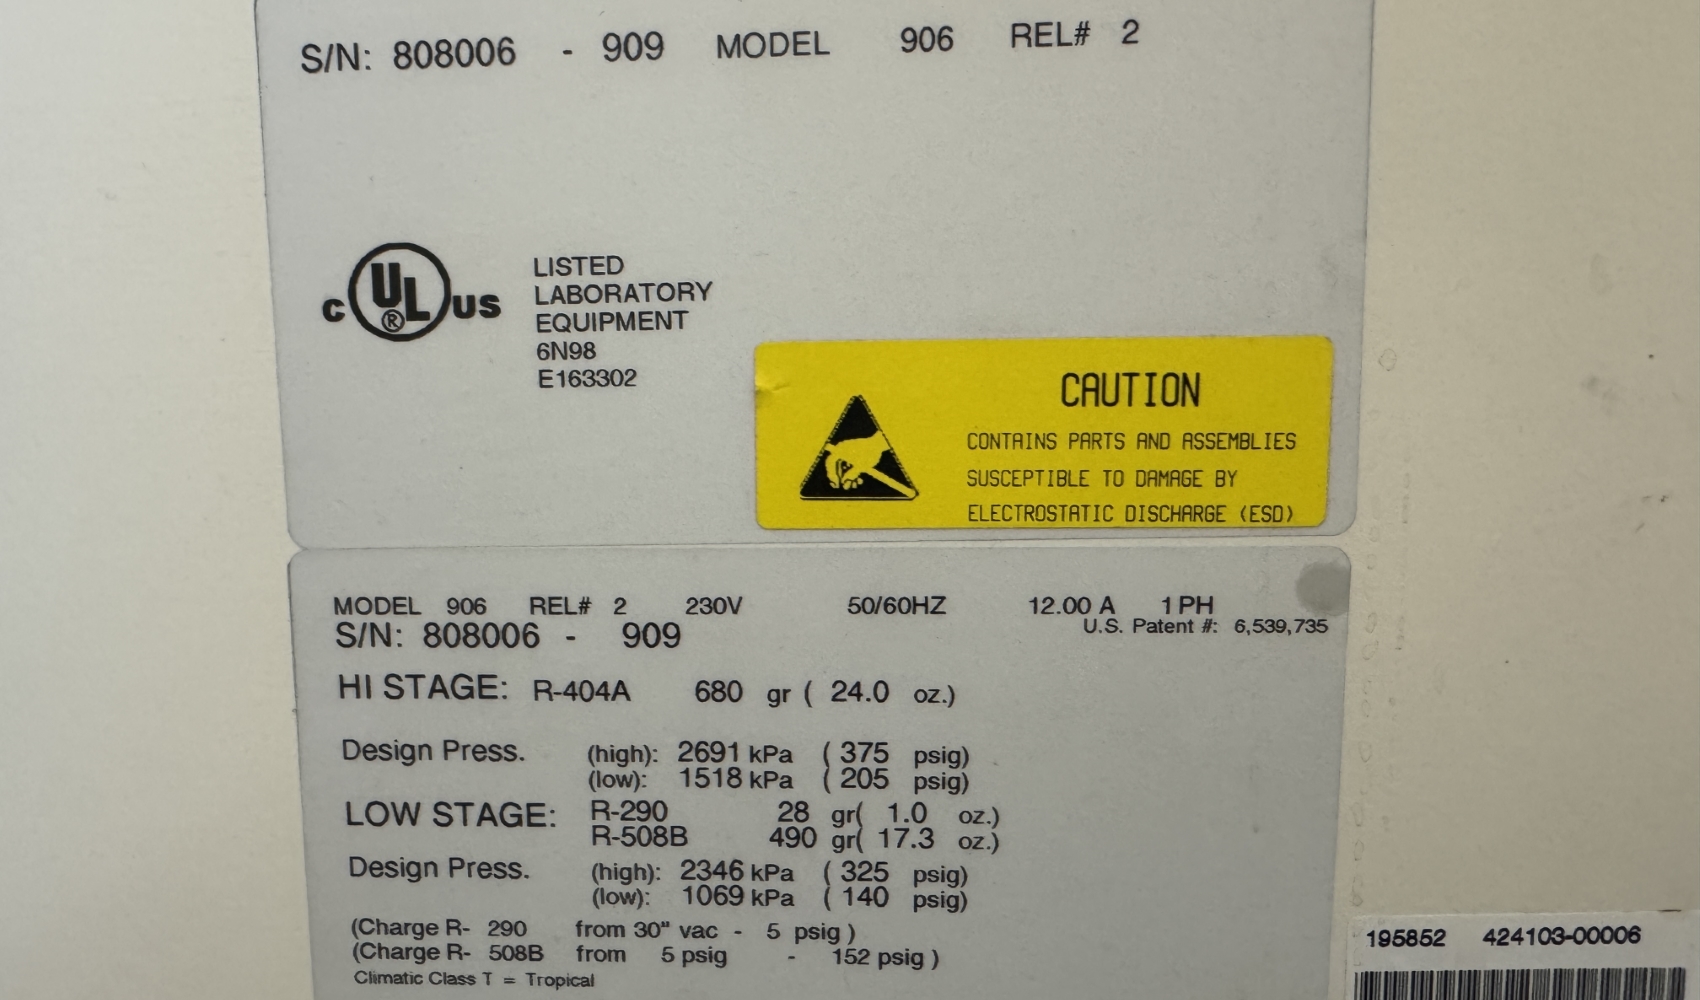 S/N: 808006 - 909 MODEL 906 REL# 2
c UL ® US
LISTED
LABORATORY
EQUIPMENT
6N98
E163302
CAUTION
CONTAINS PARTS AND ASSEMBLIES
SUSCEPTIBLE TO DAMAGE BY
ELECTROSTATIC DISCHARGE (ESD)
MODEL 906 REL# 2 230V 50/60HZ 12.00 A 1 PH
U.S. Patent #: 6,539,735
S/N: 808006 - 909
HI STAGE: R-404A 680 gr ( 24.0 oz.)
Design Press. (high): 2691 kPa ( 375 psig)
(low): 1518 kPa ( 205 psig)
LOW STAGE: R-290 28 gr( 1.0 oz.)
R-508B 490 gr( 17.3 oz.)
Design Press. (high): 2346 kPa ( 325 psig)
(low): 1069 kPa ( 140 psig)
(Charge R- 290 from 30" vac - 5 psig )
(Charge R- 508B from 5 psig - 152 psig )
Climatic Class T = Tropical
195852 424103-00006